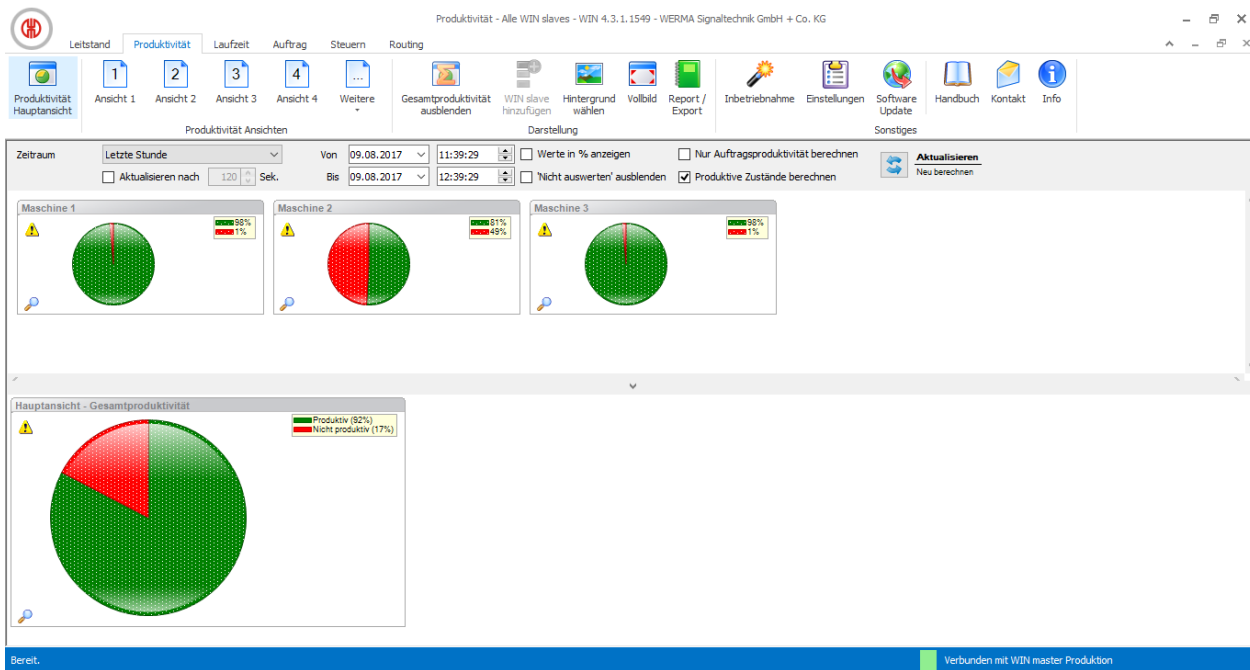 Produktivität - Alle WIN slaves - WIN 4.3.1.1549 - WERMA Signaltechnik GmbH + Co. KG
Leitstand Produktivität Laufzeit Auftrag Steuern Routing
Produktivität Hauptansicht
1 Ansicht 1
2 Ansicht 2
3 Ansicht 3
4 Ansicht 4
... Weitere
Gesamtproduktivität ausblenden
WIN slave hinzufügen
Hintergrund wählen
Vollbild
Report / Export
Inbetriebnahme
Einstellungen
Software Update
Handbuch
Kontakt
Info
Produktivität Ansichten Darstellung Sonstiges
Zeitraum Letzte Stunde Von 09.08.2017 11:39:29 Werte in % anzeigen Nur Auftragsproduktivität berechnen
Aktualisieren nach 120 Sek. Bis 09.08.2017 12:39:29 'Nicht auswerten' ausblenden Produktive Zustände berechnen
Aktualisieren
Neu berechnen
Maschine 1
98%
1%
Maschine 2
81%
49%
Maschine 3
98%
1%
Hauptansicht - Gesamtproduktivität
Produktiv (92%)
Nicht produktiv (17%)
Bereit. Verbunden mit WIN master Produktion